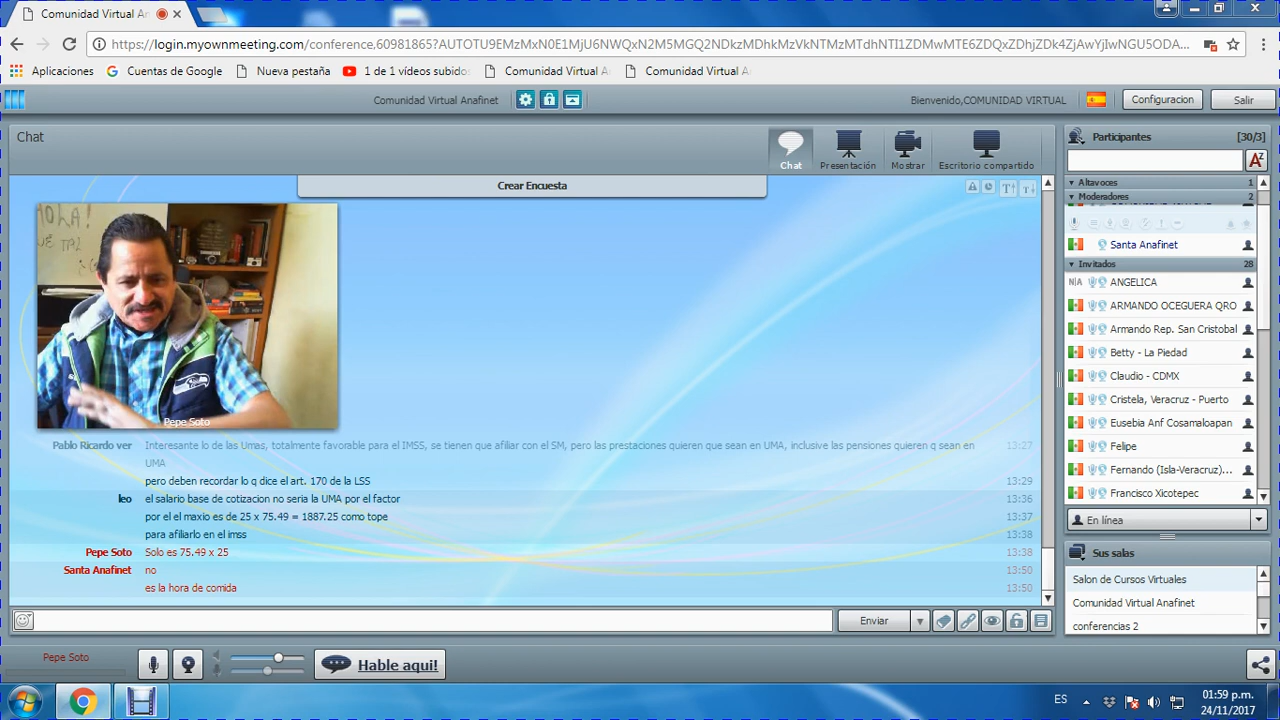 Comunidad Virtual An
https://login.myownmeeting.com/conference,60981865?AUTOTU9EMzMxN0E1MjU6NWQxN2M5MGQ2NDkzMDhkMzVkNTMzMTdhNTI1ZDMwMTE6ZDQxZDhjZDk4ZjAwYjIwNGU5ODA...
Aplicaciones
Cuentas de Google
Nueva pestaña
1 de 1 vídeos subido
Comunidad Virtual A
Comunidad Virtual A
Comunidad Virtual Anafinet
Bienvenido,COMUNIDAD VIRTUAL
Configuracion
Salir
Chat
Chat
Presentación
Mostrar
Escritorio compartido
Crear Encuesta
HOLA!
UE TAL
Pepe Soto
Pablo Ricardo ver Interesante lo de las Umas, totalmente favorable para el IMSS, se tienen que afiliar con el SM, pero las prestaciones quieren que sean en UMA, inclusive las pensiones quieren q sean en 13:27
UMA
pero deben recordar lo q dice el art. 170 de la LSS 13:29
leo el salario base de cotizacion no seria la UMA por el factor 13:36
por el el maxio es de 25 x 75.49 = 1887.25 como tope 13:37
para afiliarlo en el imss 13:38
Pepe Soto Solo es 75.49 x 25 13:38
Santa Anafinet no 13:50
es la hora de comida 13:50
Enviar
Pepe Soto
Hable aqui!
Participantes [30/3]
Altavoces 1
Moderadores 2
Santa Anafinet
Invitados 28
N|A ANGELICA
ARMANDO OCEGUERA QRO
Armando Rep. San Cristobal
Betty - La Piedad
Claudio - CDMX
Cristela, Veracruz - Puerto
Eusebia Anf Cosamaloapan
Felipe
Fernando (Isla-Veracruz)...
Francisco Xicotepec
En línea
Sus salas
Salon de Cursos Virtuales
Comunidad Virtual Anafinet
conferencias 2
ES
01:59 p.m.
24/11/2017